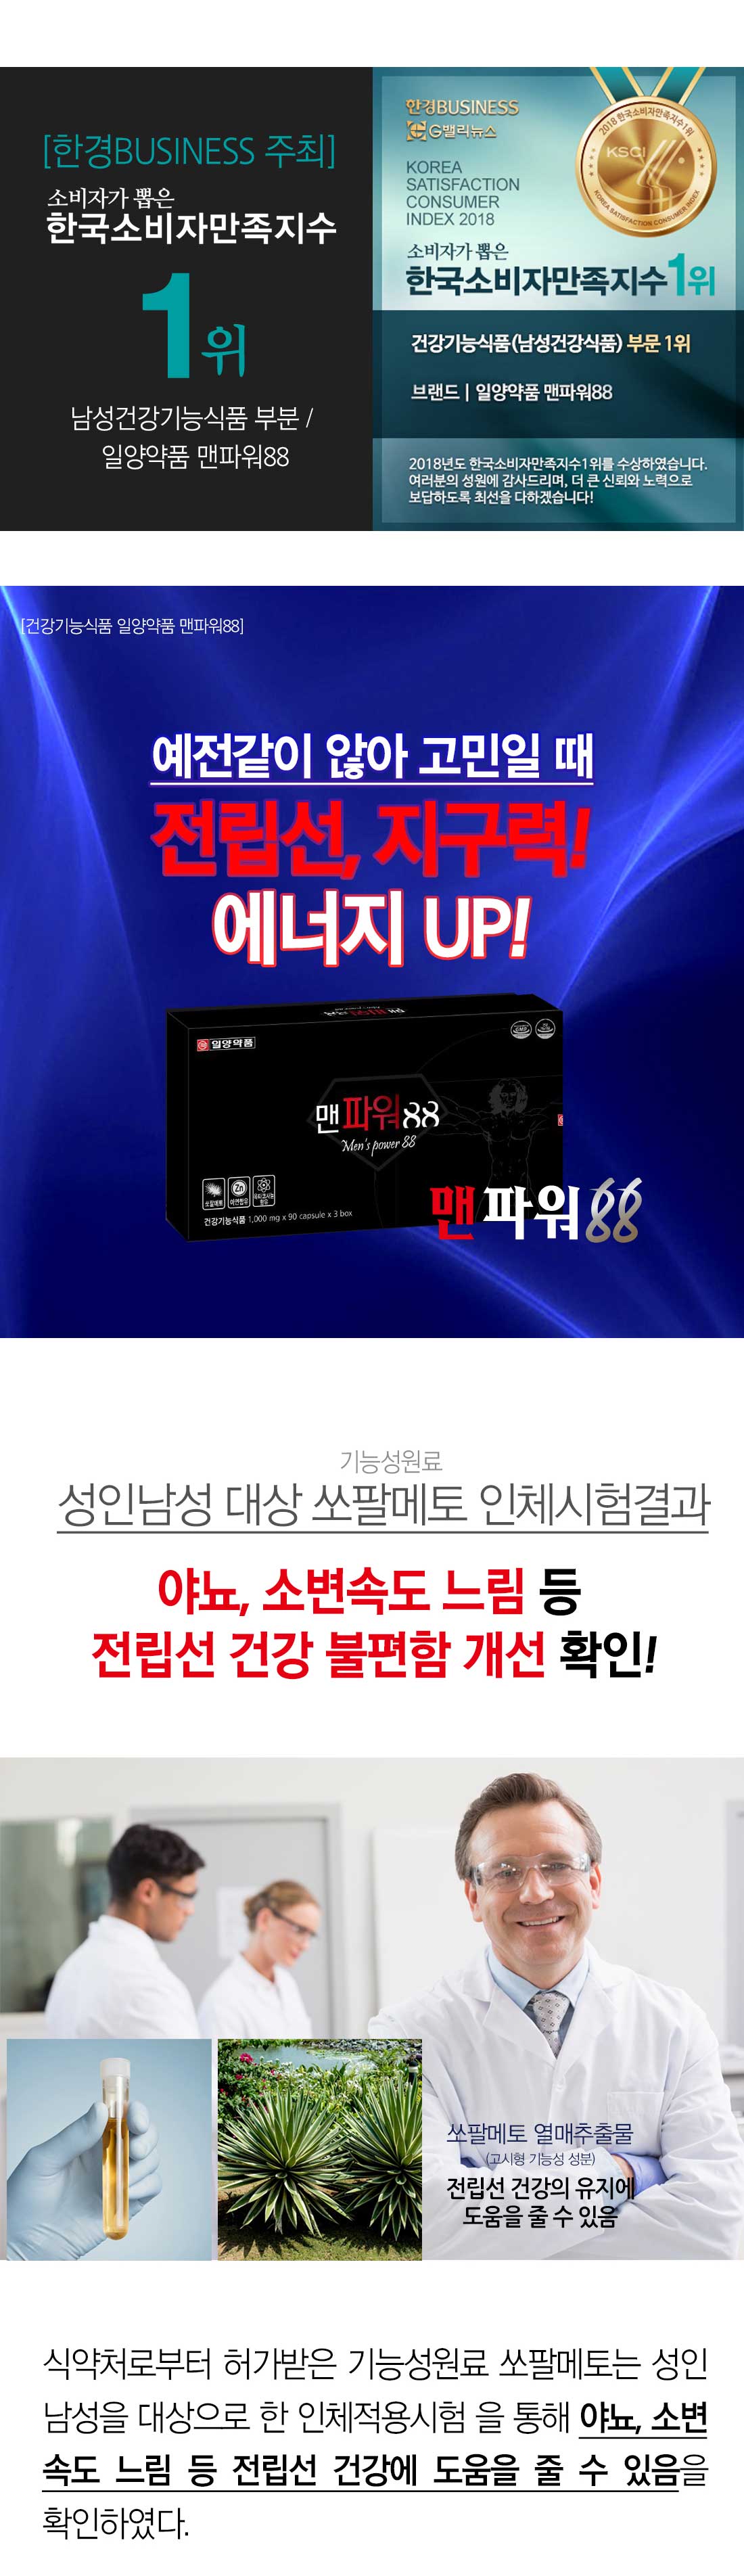 [한경BUSINESS 주최]
소비자가 뽑은
한국소비자만족지수
1위
남성건강기능식품 부분 /
일양약품 맨파워88
한경BUSINESS
G밸리뉴스
KOREA
SATISFACTION
CONSUMER
INDEX 2018
2018 한국소비자만족지수 1위
KSCI
KOREA SATISFACTION CONSUMER INDEX
소비자가 뽑은
한국소비자만족지수1위
건강기능식품(남성건강식품) 부문 1위
브랜드 | 일양약품 맨파워88
2018년도 한국소비자만족지수1위를 수상하였습니다.
여러분의 성원에 감사드리며, 더 큰 신뢰와 노력으로
보답하도록 최선을 다하겠습니다!
[건강기능식품 일양약품 맨파워88]
예전같이 않아 고민일 때
전립선, 지구력!
에너지 UP!
일양약품
맨파워88
Men's power 88
Zn
건강기능식품 1,000 mg x 90 capsule x 3 box
맨파워88
기능성원료
성인남성 대상 쏘팔메토 인체시험결과
야뇨, 소변속도 느림 등
전립선 건강 불편함 개선 확인!
쏘팔메토 열매추출물
(고시형 기능성 성분)
전립선 건강의 유지에
도움을 줄 수 있음
식약처로부터 허가받은 기능성원료 쏘팔메토는 성인
남성을 대상으로 한 인체적용시험 을 통해 야뇨, 소변
속도 느림 등 전립선 건강에 도움을 줄 수 있음을
확인하였다.